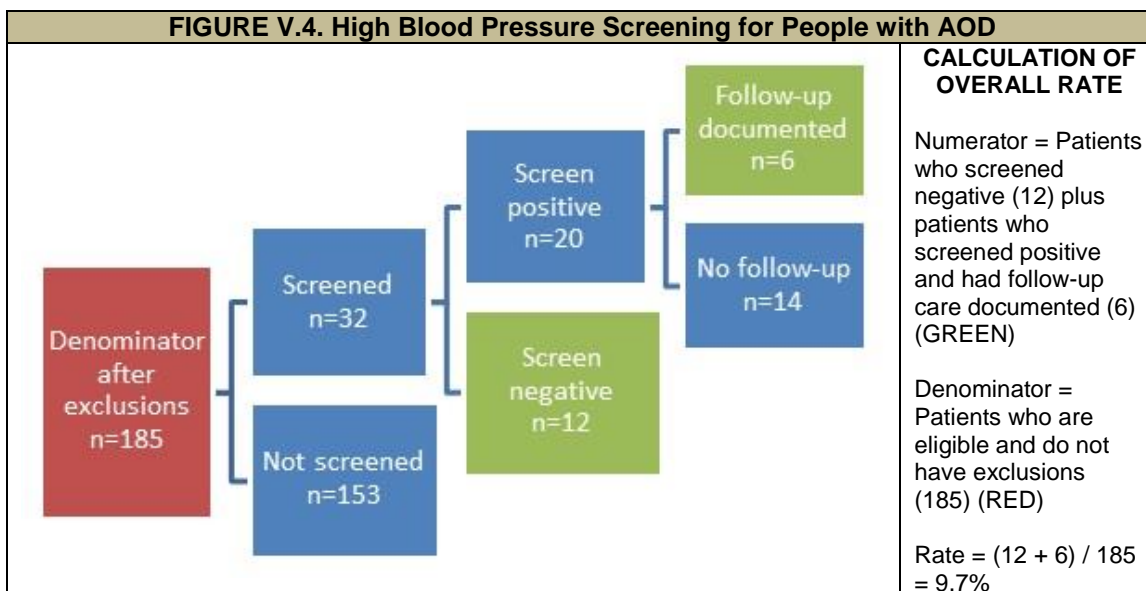 FIGURE V.4. High Blood Pressure Screening for People with AOD
Denominator
after
exclusions
n=185
Screened
n=32
Not screened
n=153
Screen
positive
n=20
Screen
negative
n=12
Follow-up
documented
n=6
No follow-up
n=14
CALCULATION OF
OVERALL RATE
Numerator = Patients
who screened
negative (12) plus
patients who
screened positive
and had follow-up
care documented (6)
(GREEN)
Denominator =
Patients who are
eligible and do not
have exclusions
(185) (RED)
Rate = (12 + 6) / 185
= 9.7%